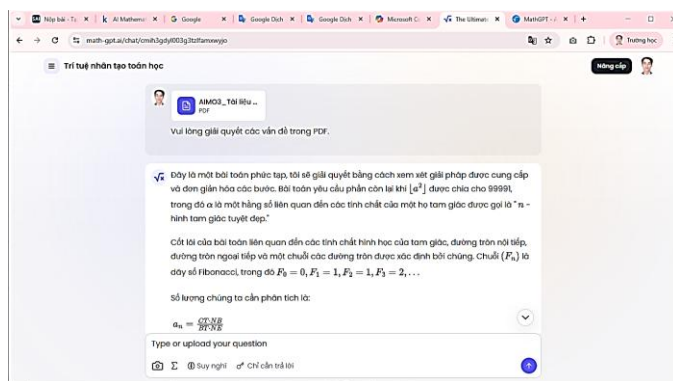 Nộp bài - Tà
AI Mathema
Google
Google Dịch
Google Dịch
Microsoft C
The Ultimate
MathGPT - A
math-gpt.ai/chat/
Trường học
Trí tuệ nhân tạo toán học
Nâng cấp
AIMO3_Tài liệu ...
PDF
Vui lòng giải quyết các vấn đề trong PDF.
Đây là một bài toán phức tạp, tôi sẽ giải quyết bằng cách xem xét giải pháp được cung cấp
và đơn giản hóa các bước. Bài toán yêu cầu phần còn lại khi ⌊a²⌋ được chia cho 99991,
trong đó α là một hằng số liên quan đến các tính chất của một họ tam giác được gọi là "n -
hình tam giác tuyệt đẹp."
Cốt lõi của bài toán liên quan đến các tính chất hình học của tam giác, đường tròn nội tiếp,
đường tròn ngoại tiếp và một chuỗi các đường tròn được xác định bởi chúng. Chuỗi (Fₙ) là
dãy số Fibonacci, trong đó F₀ = 0, F₁ = 1, F₂ = 1, F₃ = 2, . . .
Số lượng chúng ta cần phân tích là:
aₙ = CT·NB / BT·NE
Type or upload your question
Σ Suy nghĩ Chỉ cần trả lời